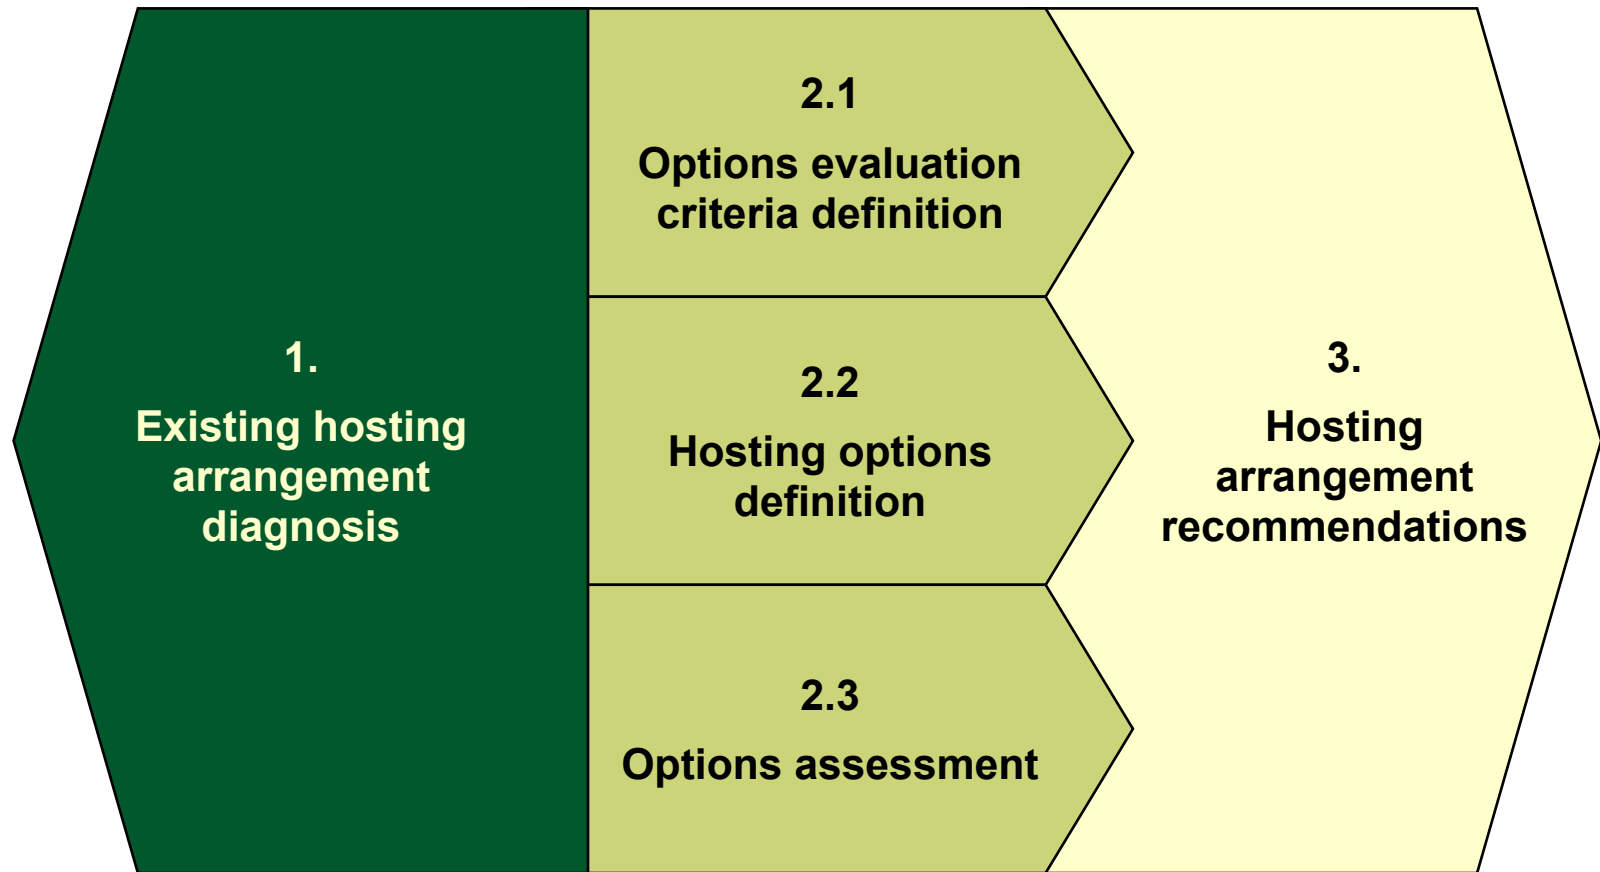 1.
Existing hosting
arrangement
diagnosis
2.1
Options evaluation
criteria definition
2.2
Hosting options
definition
2.3
Options assessment
3.
Hosting
arrangement
recommendations